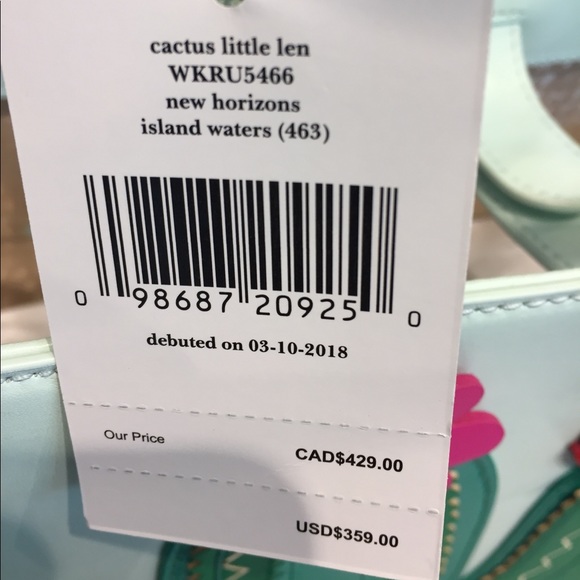 cactus little len
WKRU5466
new horizons
island waters (463)
0 98687 20925 0
debuted on 03-10-2018
Our Price CAD$429.00
USD$359.00